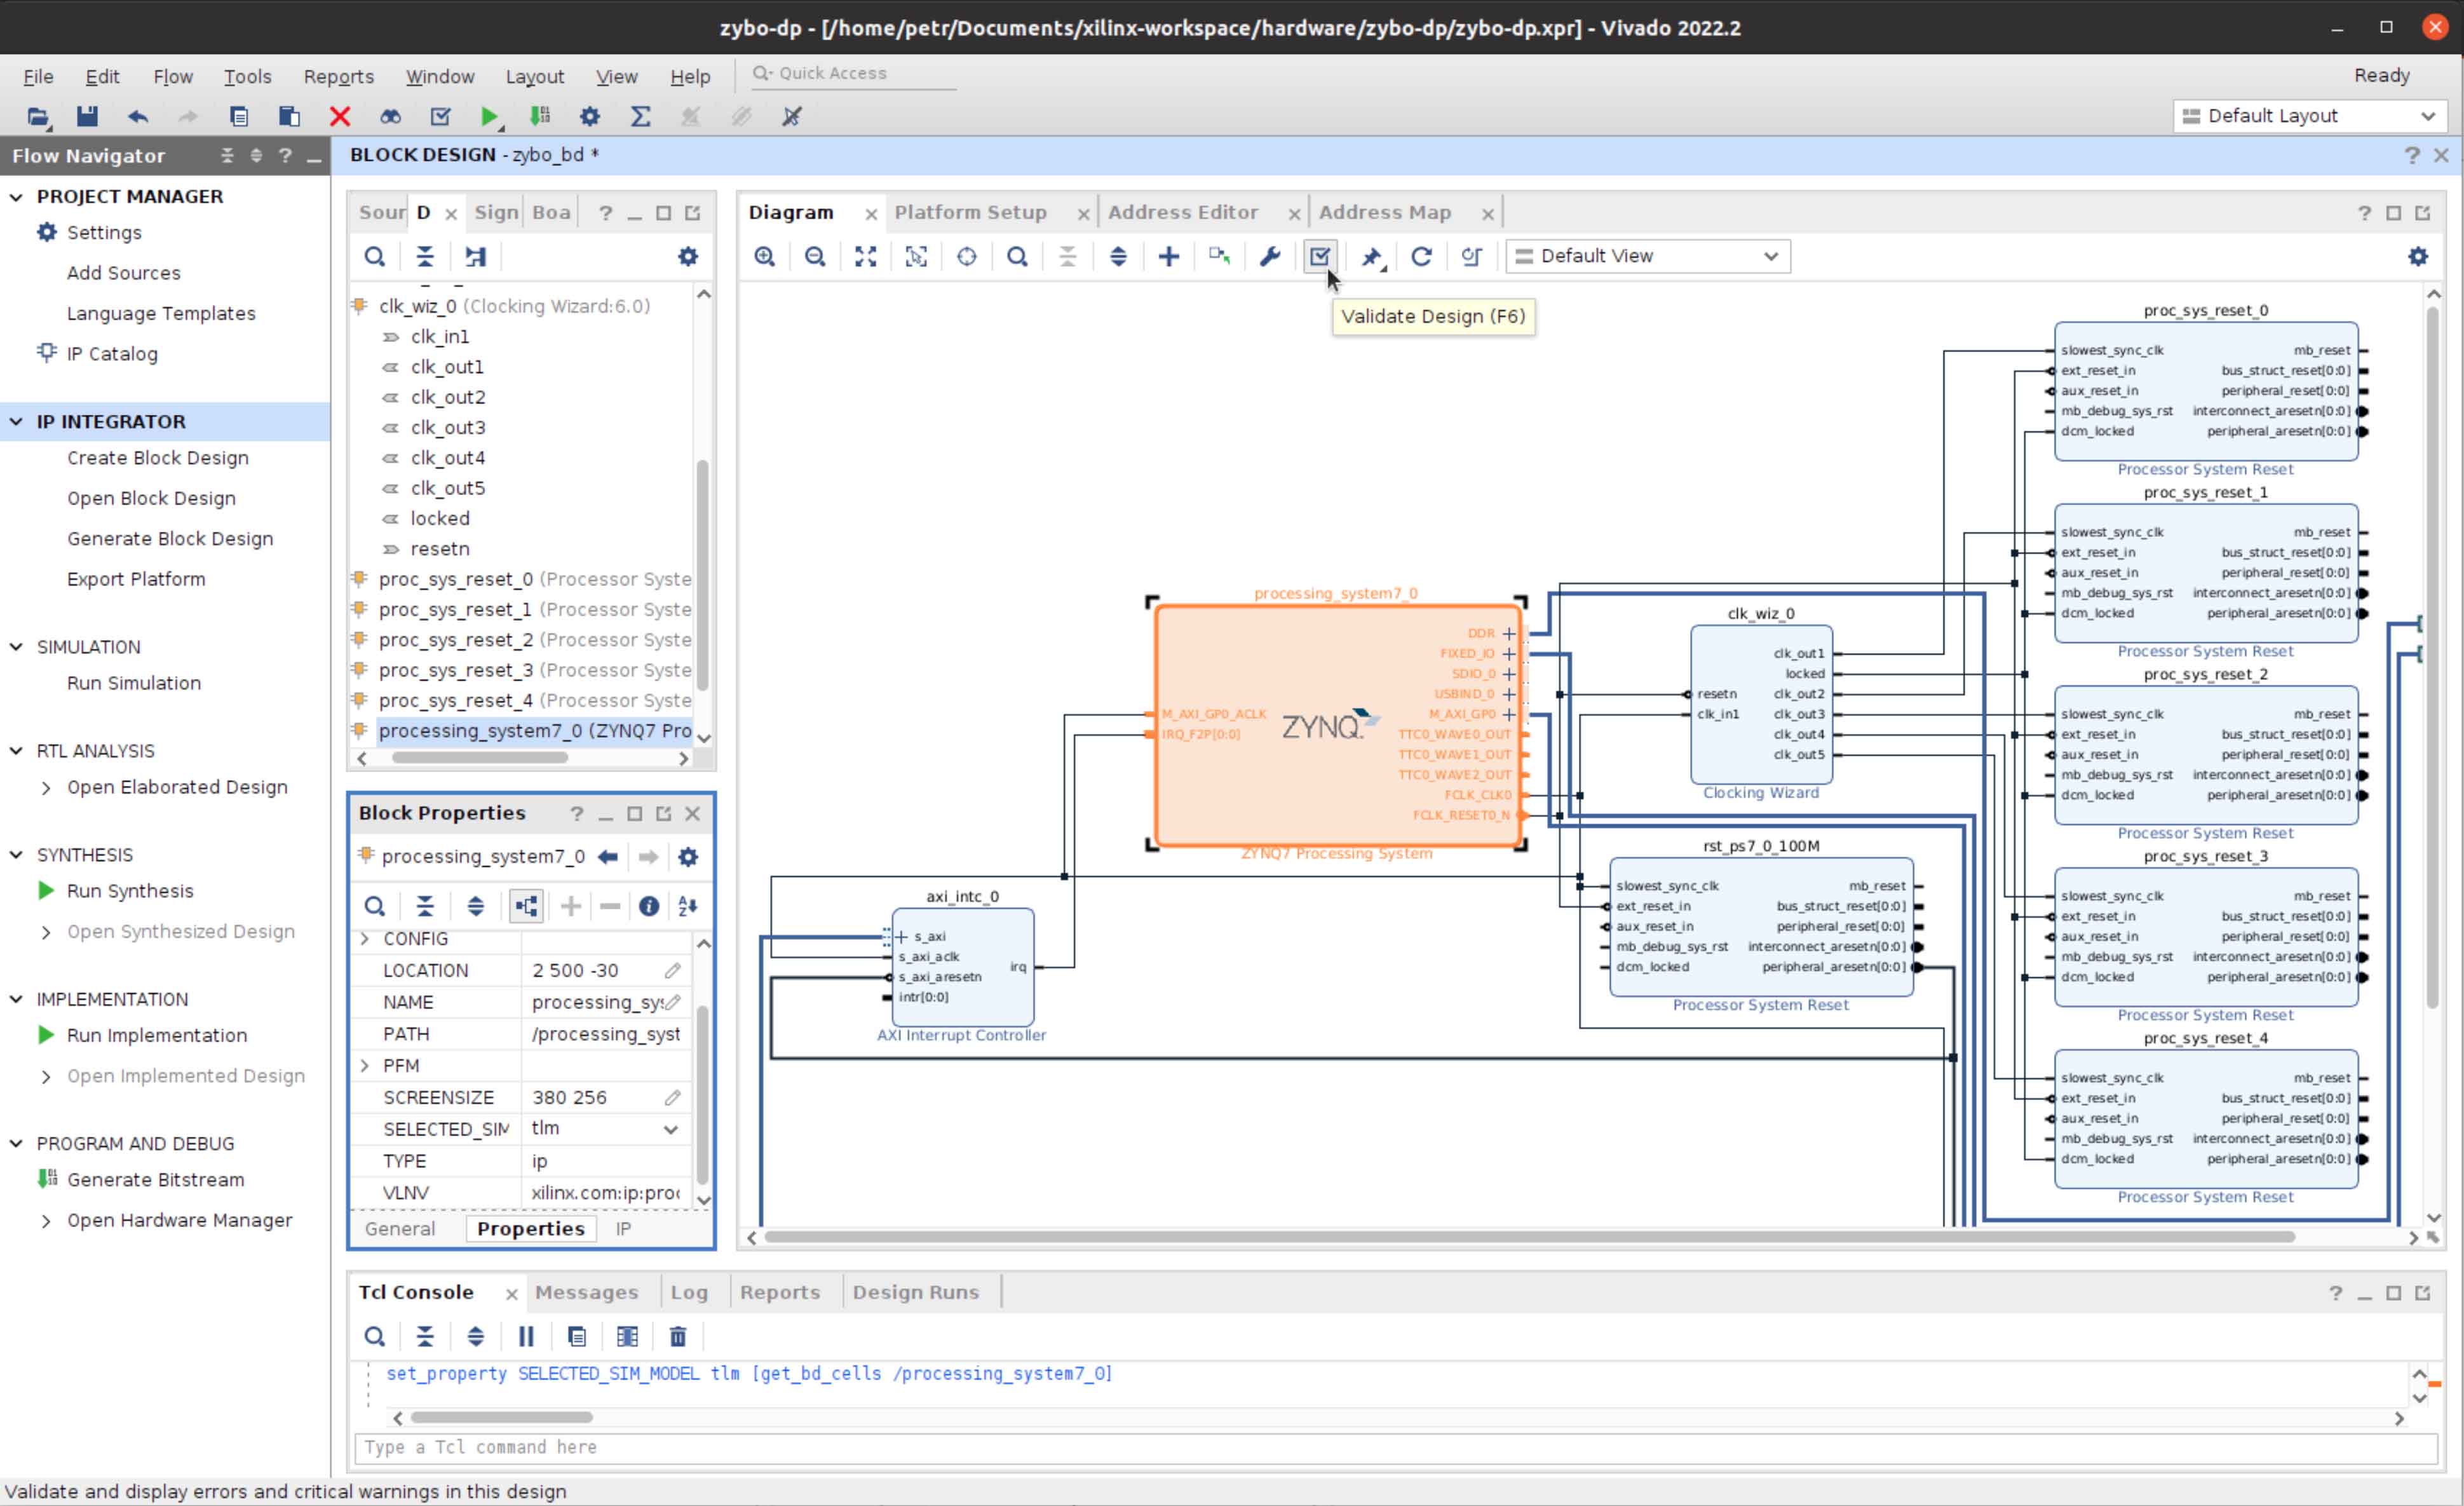 zybo-dp - [/home/petr/Documents/xilinx-workspace/hardware/zybo-dp/zybo-dp.xpr] - Vivado 2022.2
File Edit Flow Tools Reports Window Layout View Help Quick Access Ready
Default Layout
Flow Navigator
PROJECT MANAGER
Settings
Add Sources
Language Templates
IP Catalog
IP INTEGRATOR
Create Block Design
Open Block Design
Generate Block Design
Export Platform
SIMULATION
Run Simulation
RTL ANALYSIS
Open Elaborated Design
SYNTHESIS
Run Synthesis
Open Synthesized Design
IMPLEMENTATION
Run Implementation
Open Implemented Design
PROGRAM AND DEBUG
Generate Bitstream
Open Hardware Manager
BLOCK DESIGN - zybo_bd *
Sour D Sign Boa
clk_wiz_0 (Clocking Wizard:6.0)
clk_in1
clk_out1
clk_out2
clk_out3
clk_out4
clk_out5
locked
resetn
proc_sys_reset_0 (Processor Syste
proc_sys_reset_1 (Processor Syste
proc_sys_reset_2 (Processor Syste
proc_sys_reset_3 (Processor Syste
proc_sys_reset_4 (Processor Syste
processing_system7_0 (ZYNQ7 Pro
Block Properties
processing_system7_0
CONFIG
LOCATION 2 500 -30
NAME processing_sys
PATH /processing_syst
PFM
SCREENSIZE 380 256
SELECTED_SIM tlm
TYPE ip
VLNV xilinx.com:ip:proc
General Properties IP
Diagram Platform Setup Address Editor Address Map
Default View
Validate Design (F6)
axi_intc_0
s_axi
s_axi_aclk
s_axi_aresetn
intr[0:0]
irq
AXI Interrupt Controller
processing_system7_0
M_AXI_GP0_ACLK
IRQ_F2P[0:0]
ZYNQ
DDR
FIXED_IO
SDIO_0
USBIND_0
M_AXI_GP0
TTC0_WAVE0_OUT
TTC0_WAVE1_OUT
TTC0_WAVE2_OUT
FCLK_CLK0
FCLK_RESET0_N
ZYNQ7 Processing System
clk_wiz_0
resetn
clk_in1
clk_out1
locked
clk_out2
clk_out3
clk_out4
clk_out5
Clocking Wizard
rst_ps7_0_100M
slowest_sync_clk mb_reset
ext_reset_in bus_struct_reset[0:0]
aux_reset_in peripheral_reset[0:0]
mb_debug_sys_rst interconnect_aresetn[0:0]
dcm_locked peripheral_aresetn[0:0]
Processor System Reset
proc_sys_reset_0
slowest_sync_clk mb_reset
ext_reset_in bus_struct_reset[0:0]
aux_reset_in peripheral_reset[0:0]
mb_debug_sys_rst interconnect_aresetn[0:0]
dcm_locked peripheral_aresetn[0:0]
Processor System Reset
proc_sys_reset_1
slowest_sync_clk mb_reset
ext_reset_in bus_struct_reset[0:0]
aux_reset_in peripheral_reset[0:0]
mb_debug_sys_rst interconnect_aresetn[0:0]
dcm_locked peripheral_aresetn[0:0]
Processor System Reset
proc_sys_reset_2
slowest_sync_clk mb_reset
ext_reset_in bus_struct_reset[0:0]
aux_reset_in peripheral_reset[0:0]
mb_debug_sys_rst interconnect_aresetn[0:0]
dcm_locked peripheral_aresetn[0:0]
Processor System Reset
proc_sys_reset_3
slowest_sync_clk mb_reset
ext_reset_in bus_struct_reset[0:0]
aux_reset_in peripheral_reset[0:0]
mb_debug_sys_rst interconnect_aresetn[0:0]
dcm_locked peripheral_aresetn[0:0]
Processor System Reset
proc_sys_reset_4
slowest_sync_clk mb_reset
ext_reset_in bus_struct_reset[0:0]
aux_reset_in peripheral_reset[0:0]
mb_debug_sys_rst interconnect_aresetn[0:0]
dcm_locked peripheral_aresetn[0:0]
Processor System Reset
Tcl Console Messages Log Reports Design Runs
set_property SELECTED_SIM_MODEL tlm [get_bd_cells /processing_system7_0]
Type a Tcl command here
Validate and display errors and critical warnings in this design